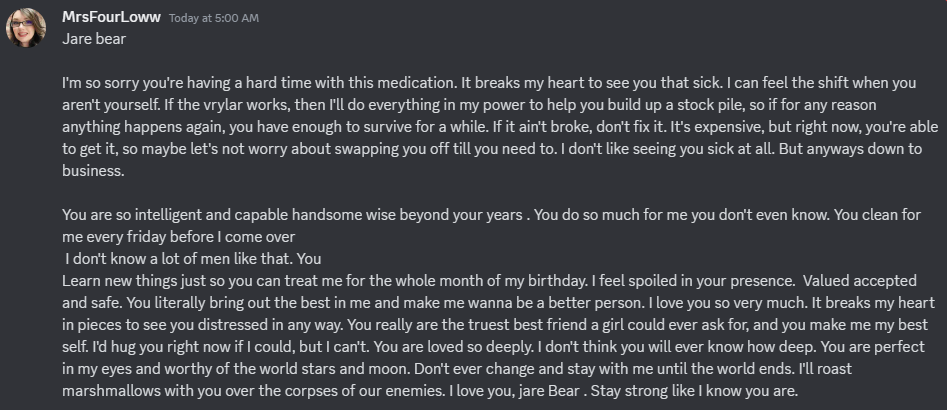 MrsFourLoww Today at 5:00 AM
Jare bear
I'm so sorry you're having a hard time with this medication. It breaks my heart to see you that sick. I can feel the shift when you
aren't yourself. If the vrylar works, then I'll do everything in my power to help you build up a stock pile, so if for any reason
anything happens again, you have enough to survive for a while. If it ain't broke, don't fix it. It's expensive, but right now, you're able
to get it, so maybe let's not worry about swapping you off till you need to. I don't like seeing you sick at all. But anyways down to
business.
You are so intelligent and capable handsome wise beyond your years . You do so much for me you don't even know. You clean for
me every friday before I come over
I don't know a lot of men like that. You
Learn new things just so you can treat me for the whole month of my birthday. I feel spoiled in your presence.  Valued accepted
and safe. You literally bring out the best in me and make me wanna be a better person. I love you so very much. It breaks my heart
in pieces to see you distressed in any way. You really are the truest best friend a girl could ever ask for, and you make me my best
self. I'd hug you right now if I could, but I can't. You are loved so deeply. I don't think you will ever know how deep. You are perfect
in my eyes and worthy of the world stars and moon. Don't ever change and stay with me until the world ends. I'll roast
marshmallows with you over the corpses of our enemies. I love you, jare Bear . Stay strong like I know you are.